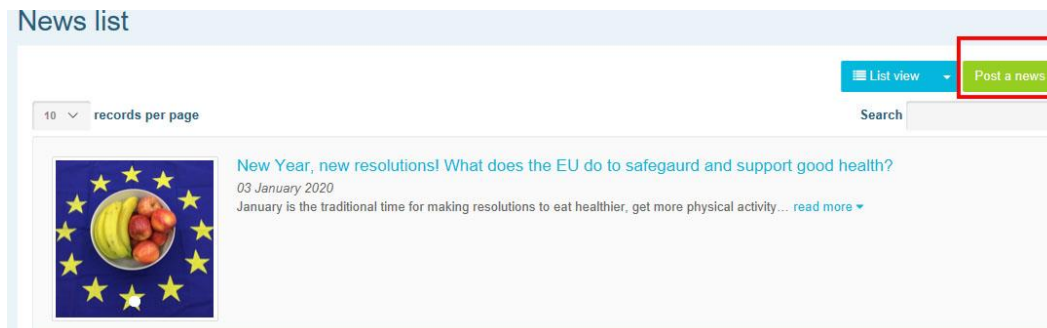 News list
List view
Post a news
10 records per page
Search
New Year, new resolutions! What does the EU do to safegaurd and support good health?
03 January 2020
January is the traditional time for making resolutions to eat healthier, get more physical activity... read more